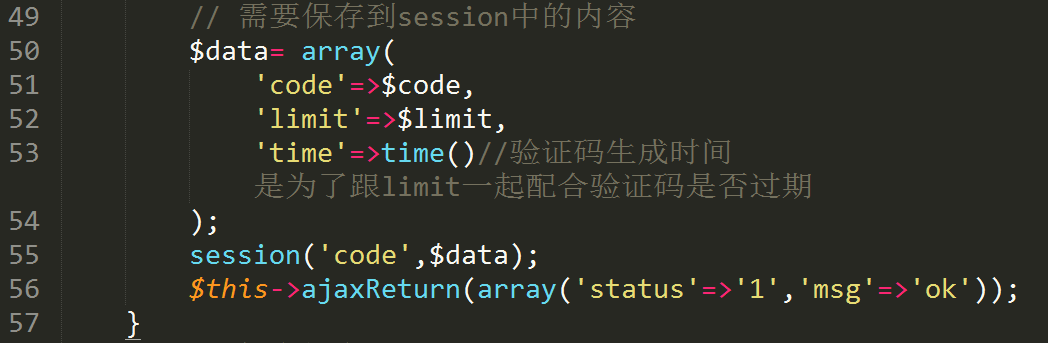 49 // 需要保存到session中的内容
50 $data= array(
51 'code'=>$code,
52 'limit'=>$limit,
53 'time'=>time()//验证码生成时间
是为了跟limit一起配合验证码是否过期
54 );
55 session('code',$data);
56 $this->ajaxReturn(array('status'=>'1','msg'=>'ok'));
57 }